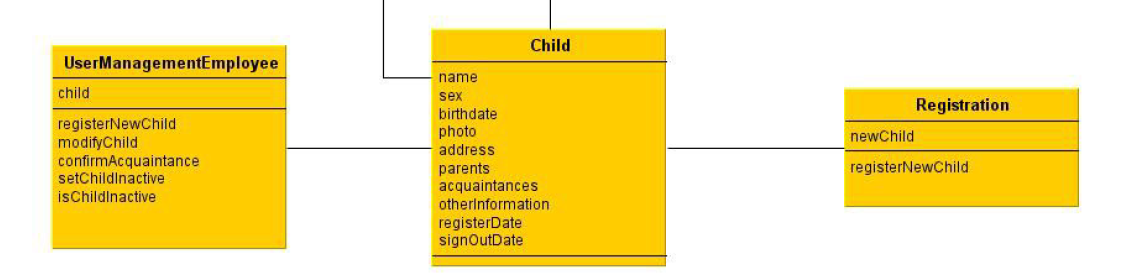 UserManagementEmployee
child
registerNewChild
modifyChild
confirmAcquaintance
setChildInactive
isChildInactive
Child
name
sex
birthdate
photo
address
parents
acquaintances
otherInformation
registerDate
signOutDate
Registration
newChild
registerNewChild